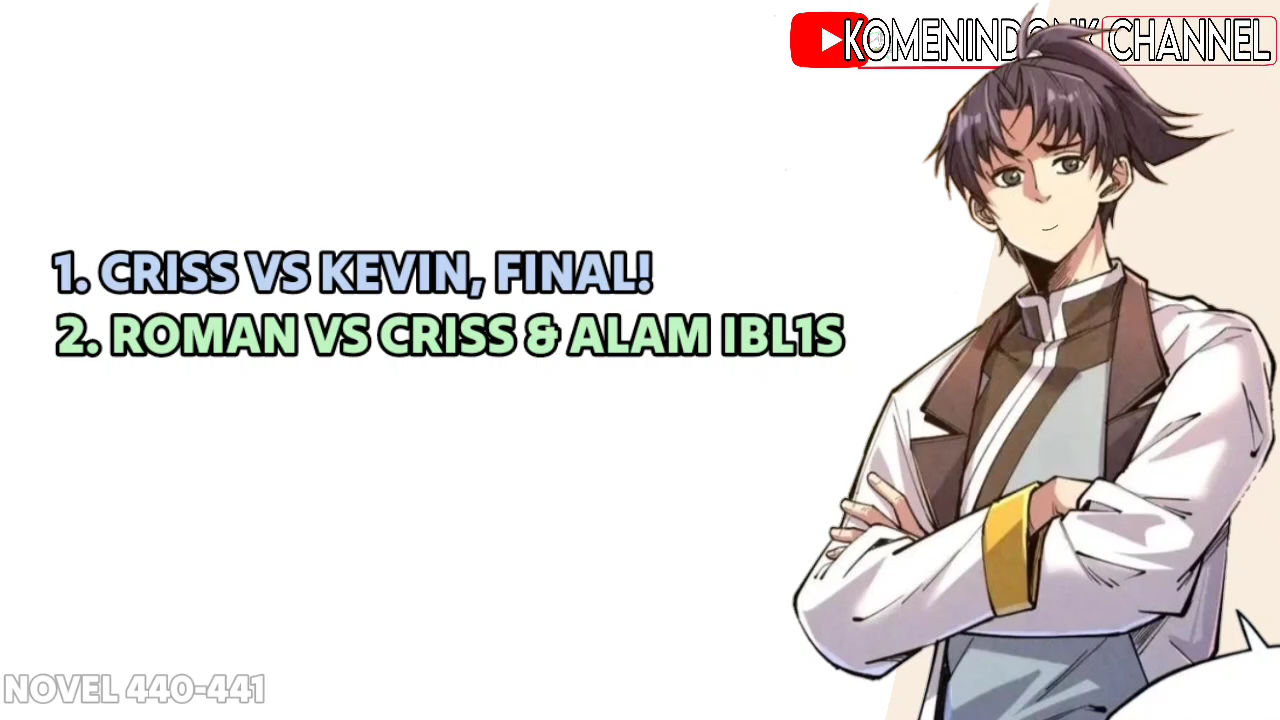 KOMENINDONK CHANNEL
1. CRISS VS KEVIN, FINAL!
2. ROMAN VS CRISS & ALAM IBL1S
NOVEL 440-441